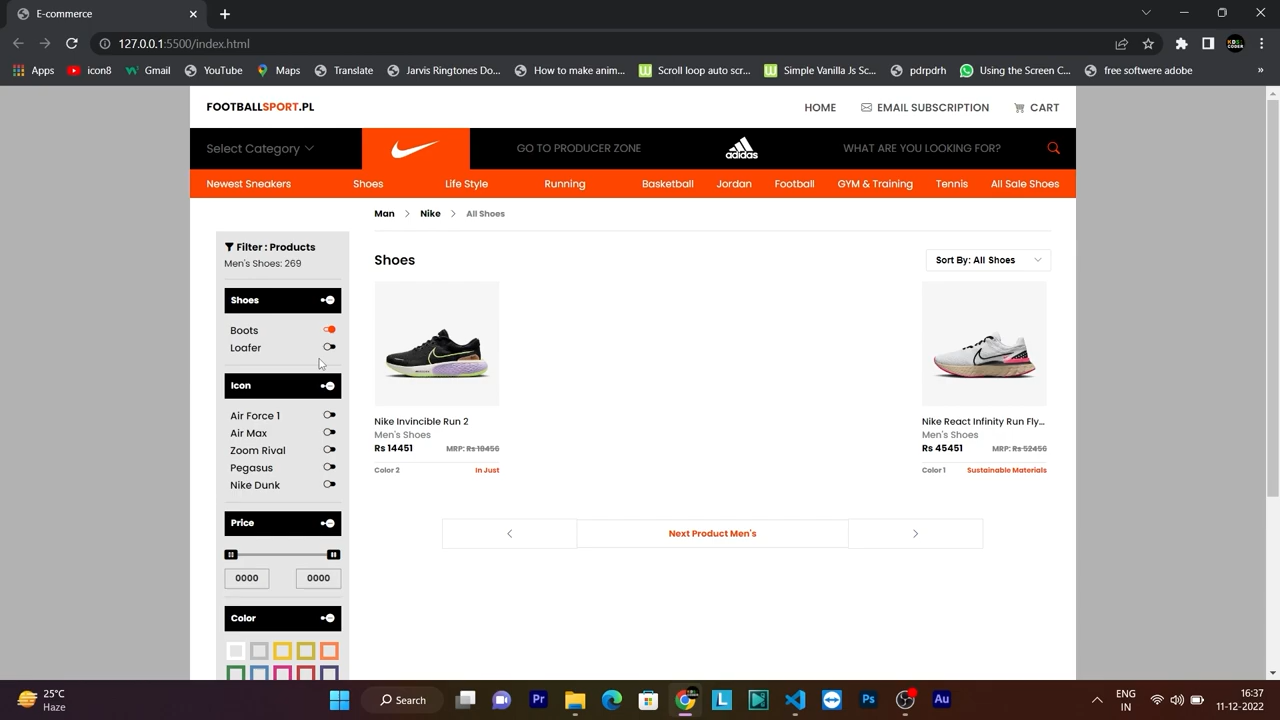 E-commerce
127.0.0.1:5500/index.html
KDS CODER
Apps
icon8
Gmail
YouTube
Maps
Translate
Jarvis Ringtones Do...
How to make anim...
Scroll loop auto scr...
Simple Vanilla Js Sc...
pdrpdrh
Using the Screen C...
free software adobe
»
FOOTBALLSPORT.PL
HOME
EMAIL SUBSCRIPTION
CART
Select Category
GO TO PRODUCER ZONE
adidas
WHAT ARE YOU LOOKING FOR?
Newest Sneakers
Shoes
Life Style
Running
Basketball
Jordan
Football
GYM & Training
Tennis
All Sale Shoes
Man
Nike
All Shoes
Filter : Products
Men's Shoes: 269
Shoes
Boots
Loafer
Icon
Air Force 1
Air Max
Zoom Rival
Pegasus
Nike Dunk
Price
0000
0000
Color
Shoes
Sort By: All Shoes
Nike Invincible Run 2
Men's Shoes
Rs 14451 MRP: Rs 18456
Color 2 In Just
Nike React Infinity Run Fly...
Men's Shoes
Rs 45451 MRP: Rs 52456
Color 1 Sustainable Materials
Next Product Men's
25°C
Haze
Search
Pr
L
Ps
Au
ENG
IN
16:37
11-12-2022